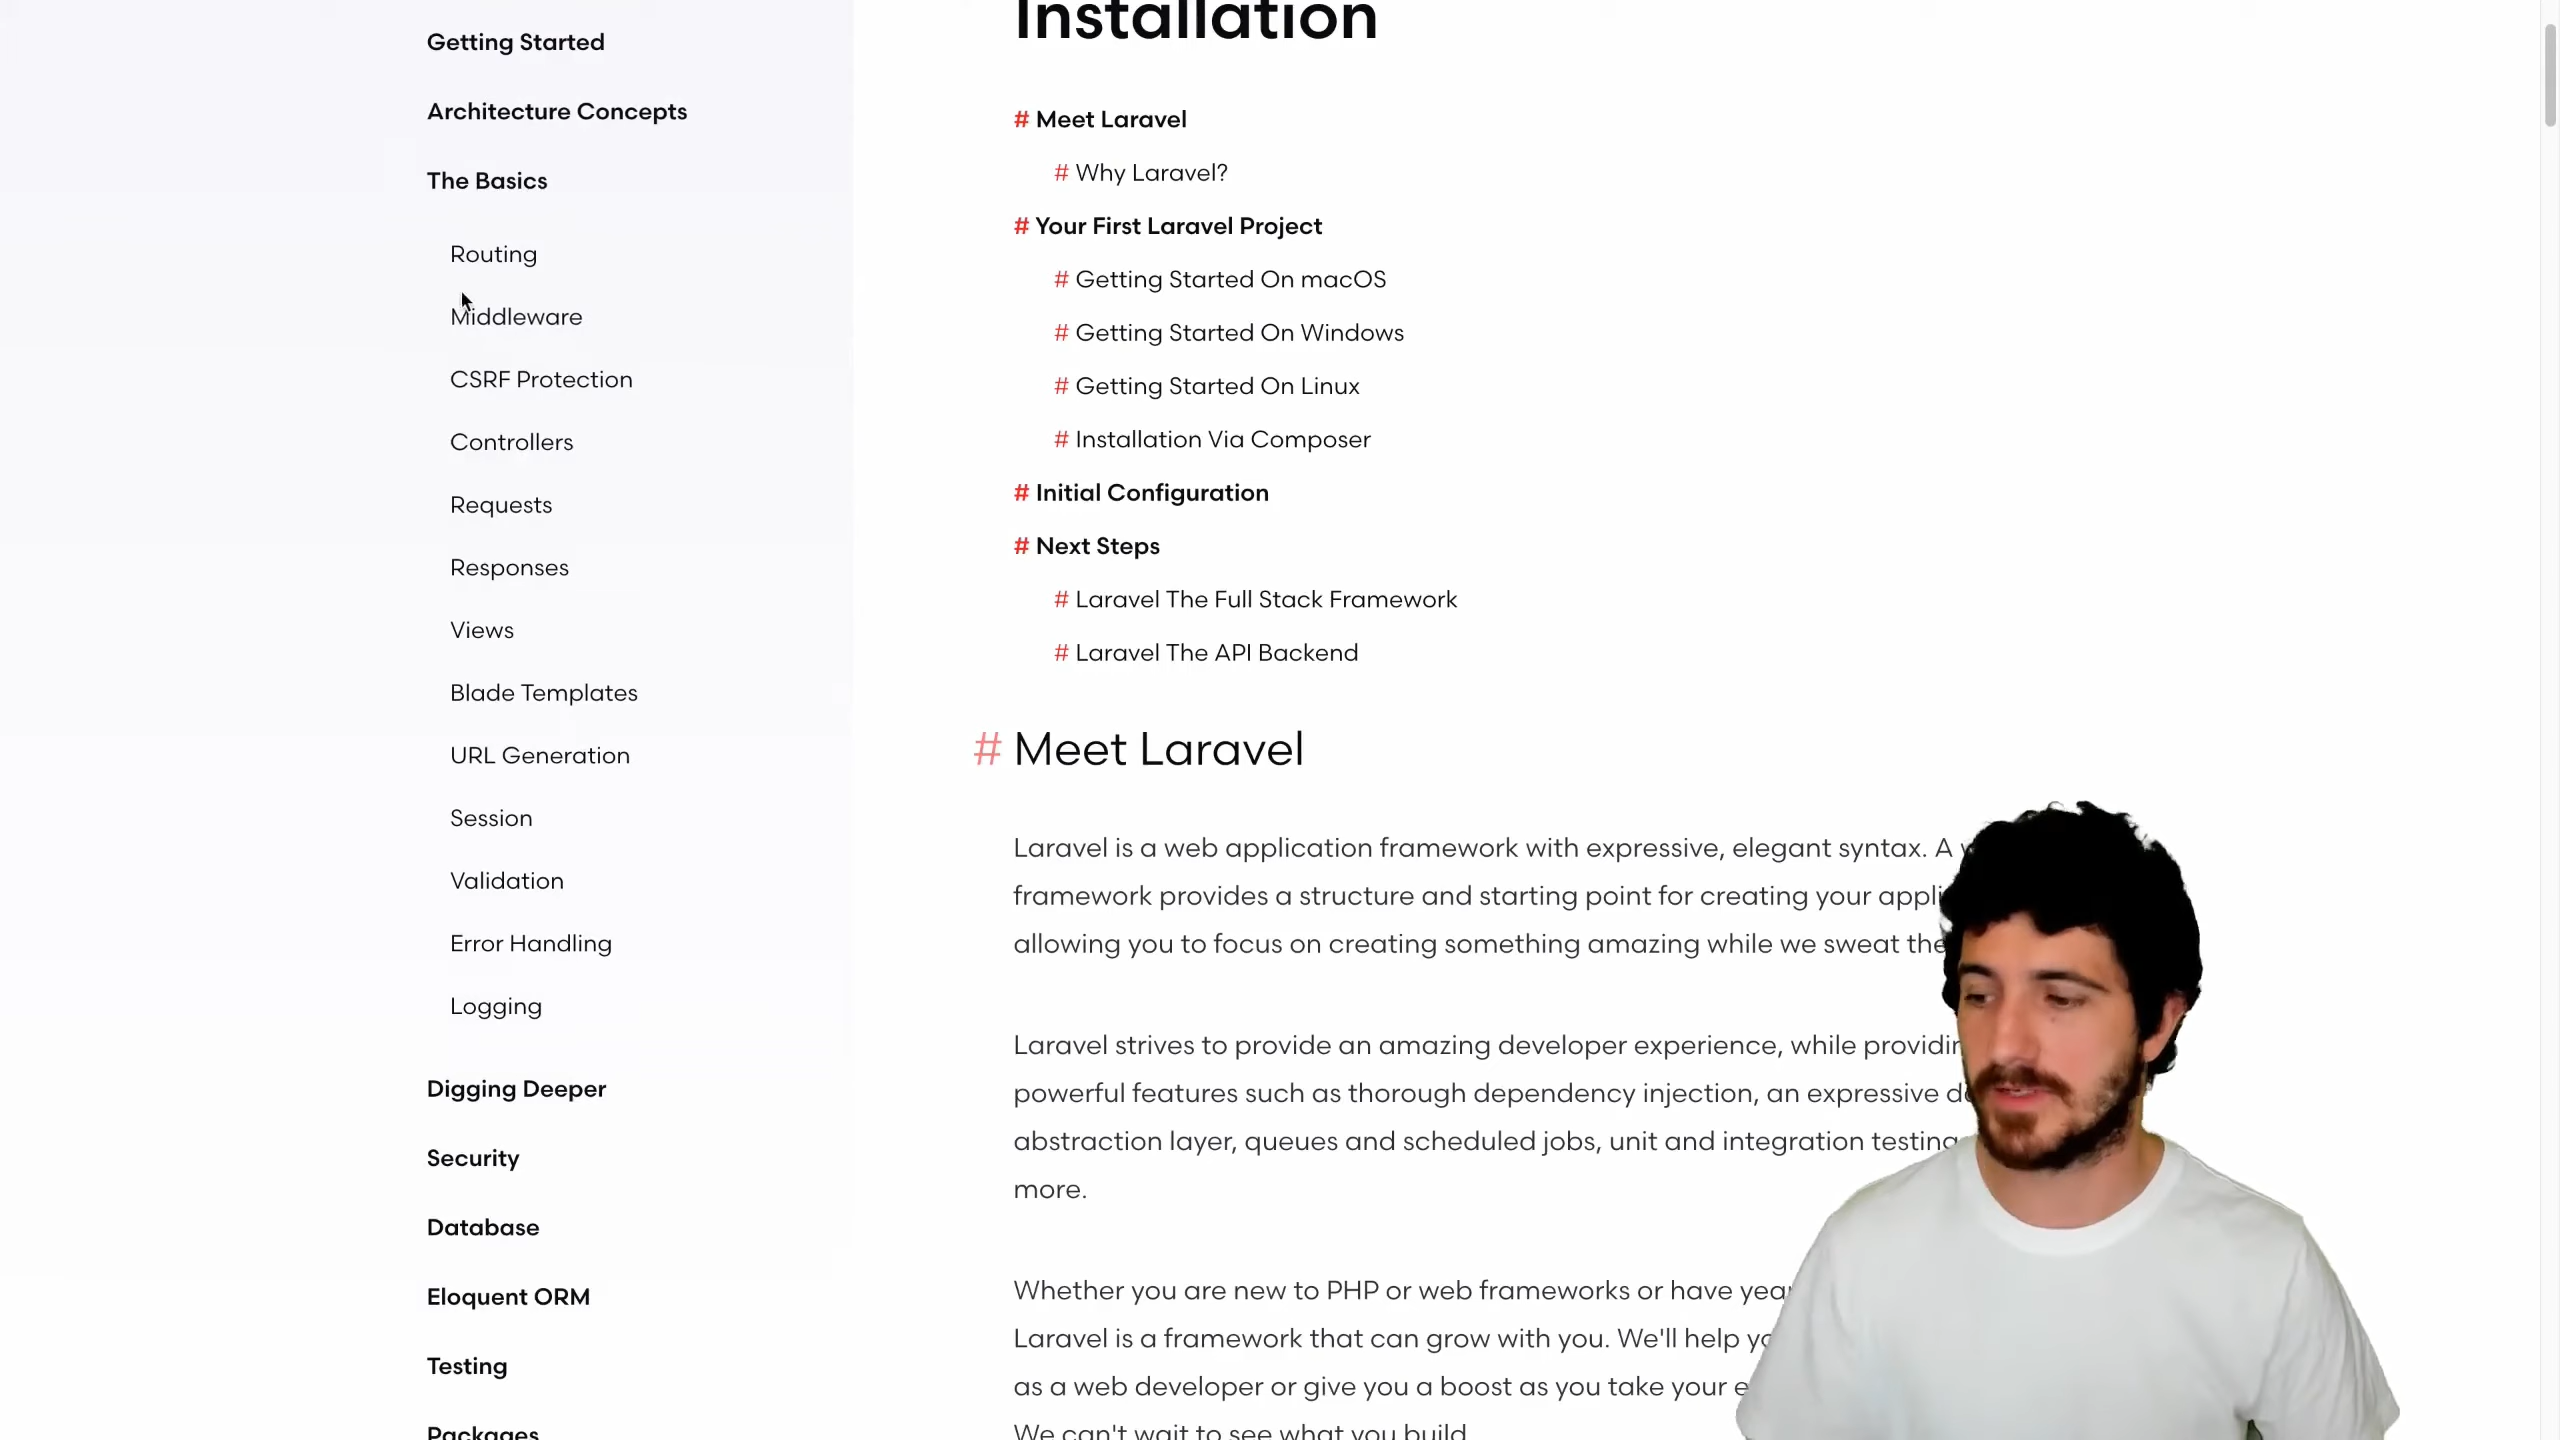 Getting Started
Architecture Concepts
The Basics
Routing
Middleware
CSRF Protection
Controllers
Requests
Responses
Views
Blade Templates
URL Generation
Session
Validation
Error Handling
Logging
Digging Deeper
Security
Database
Eloquent ORM
Testing
Packages
Installation
# Meet Laravel
# Why Laravel?
# Your First Laravel Project
# Getting Started On macOS
# Getting Started On Windows
# Getting Started On Linux
# Installation Via Composer
# Initial Configuration
# Next Steps
# Laravel The Full Stack Framework
# Laravel The API Backend
# Meet Laravel
Laravel is a web application framework with expressive, elegant syntax. A
framework provides a structure and starting point for creating your
allowing you to focus on creating something amazing while we sweat the
Laravel strives to provide an amazing developer experience, while
powerful features such as thorough dependency injection, an expressive
abstraction layer, queues and scheduled jobs, unit and integration testing
more.
Whether you are new to PHP or web frameworks or have
Laravel is a framework that can grow with you. We'll help
as a web developer or give you a boost as you take your
We can't wait to see what you build